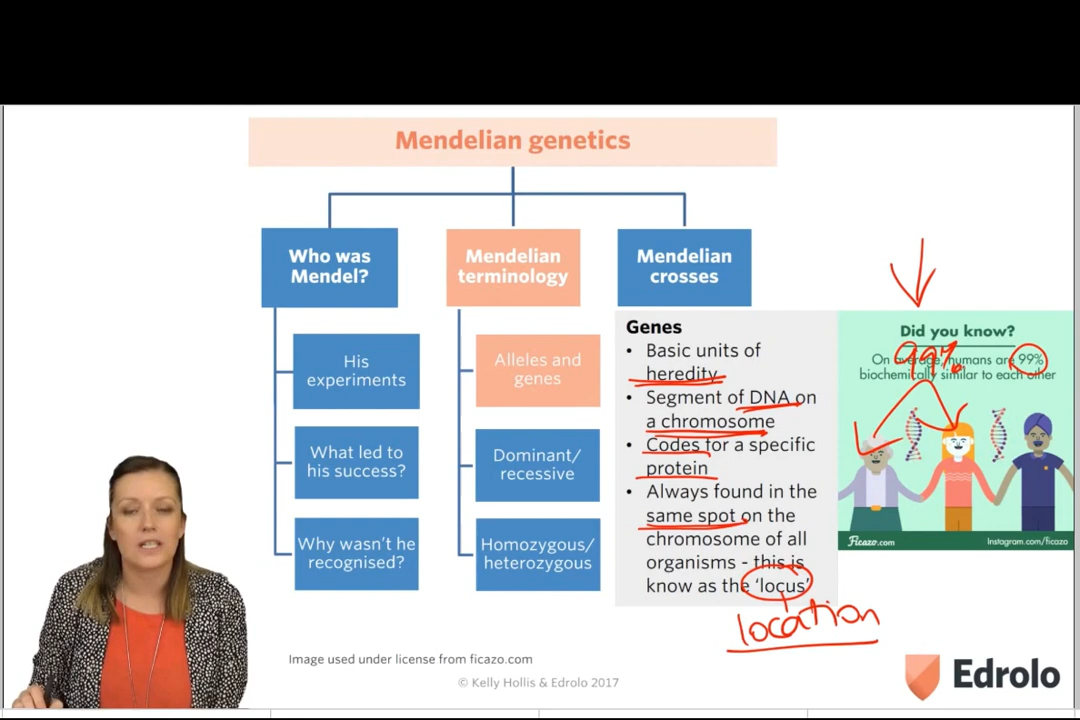 Mendelian genetics
Who was
Mendel?
Mendelian
terminology
Mendelian
crosses
His
experiments
What led to
his success?
Why wasn't he
recognised?
Alleles and
genes
Dominant/
recessive
Homozygous/
heterozygous
Genes
• Basic units of
heredity
• Segment of DNA on
a chromosome
• Codes for a specific
protein
• Always found in the
same spot on the
chromosome of all
organisms - this is
know as the 'locus'
location
Did you know?
99%
On average, humans are 99%
biochemically similar to each other
Ficazo.com
Instagram.com/ficazo
Image used under license from ficazo.com
© Kelly Hollis & Edrolo 2017
Edrolo